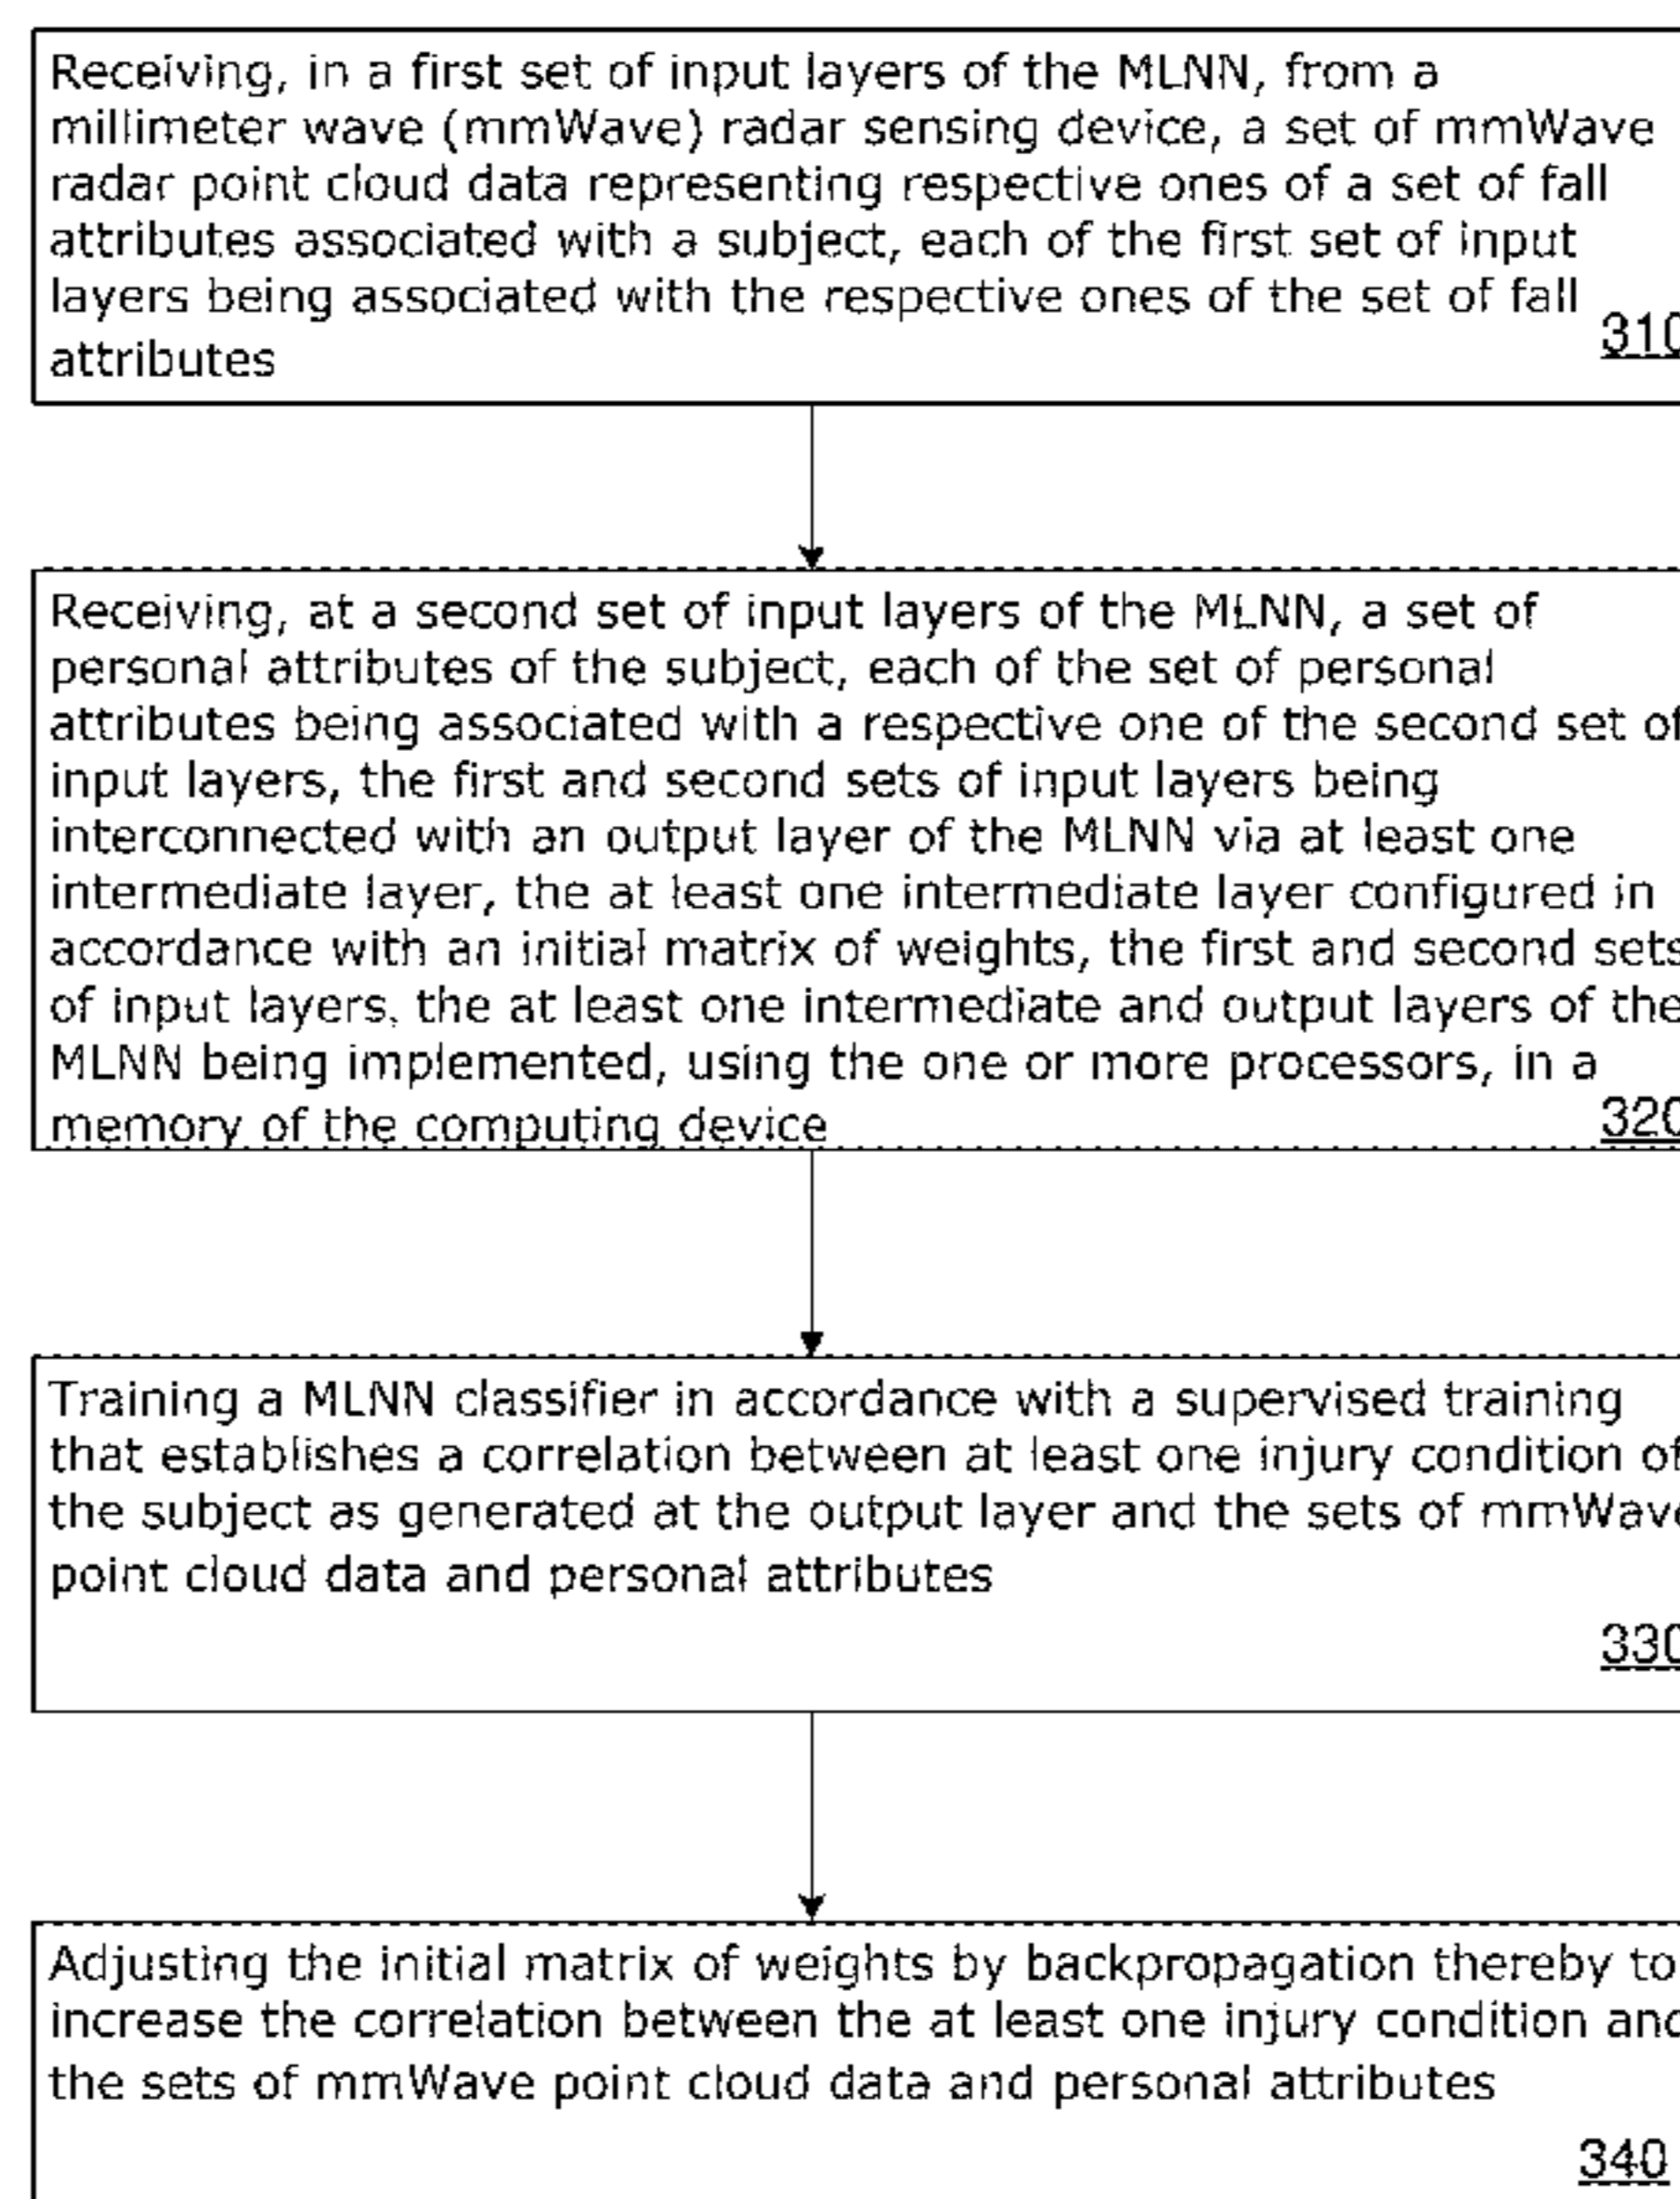 Receiving, in a first set of input layers of the MLNN, from a
millimeter wave (mmWave) radar sensing device, a set of mmWave
radar point cloud data representing respective ones of a set of fall
attributes associated with a subject, each of the first set of input
layers being associated with the respective ones of the set of fall
attributes
310
Receiving, at a second set of input layers of the MLNN, a set of
personal attributes of the subject, each of the set of personal
attributes being associated with a respective one of the second set of
input layers, the first and second sets of input layers being
interconnected with an output layer of the MLNN via at least one
intermediate layer, the at least one intermediate layer configured in
accordance with an initial matrix of weights, the first and second sets
of input layers, the at least one intermediate and output layers of the
MLNN being implemented, using the one or more processors, in a
memory of the computing device
320
Training a MLNN classifier in accordance with a supervised training
that establishes a correlation between at least one injury condition of
the subject as generated at the output layer and the sets of mmWave
point cloud data and personal attributes
330
Adjusting the initial matrix of weights by backpropagation thereby to
increase the correlation between the at least one injury condition and
the sets of mmWave point cloud data and personal attributes
340